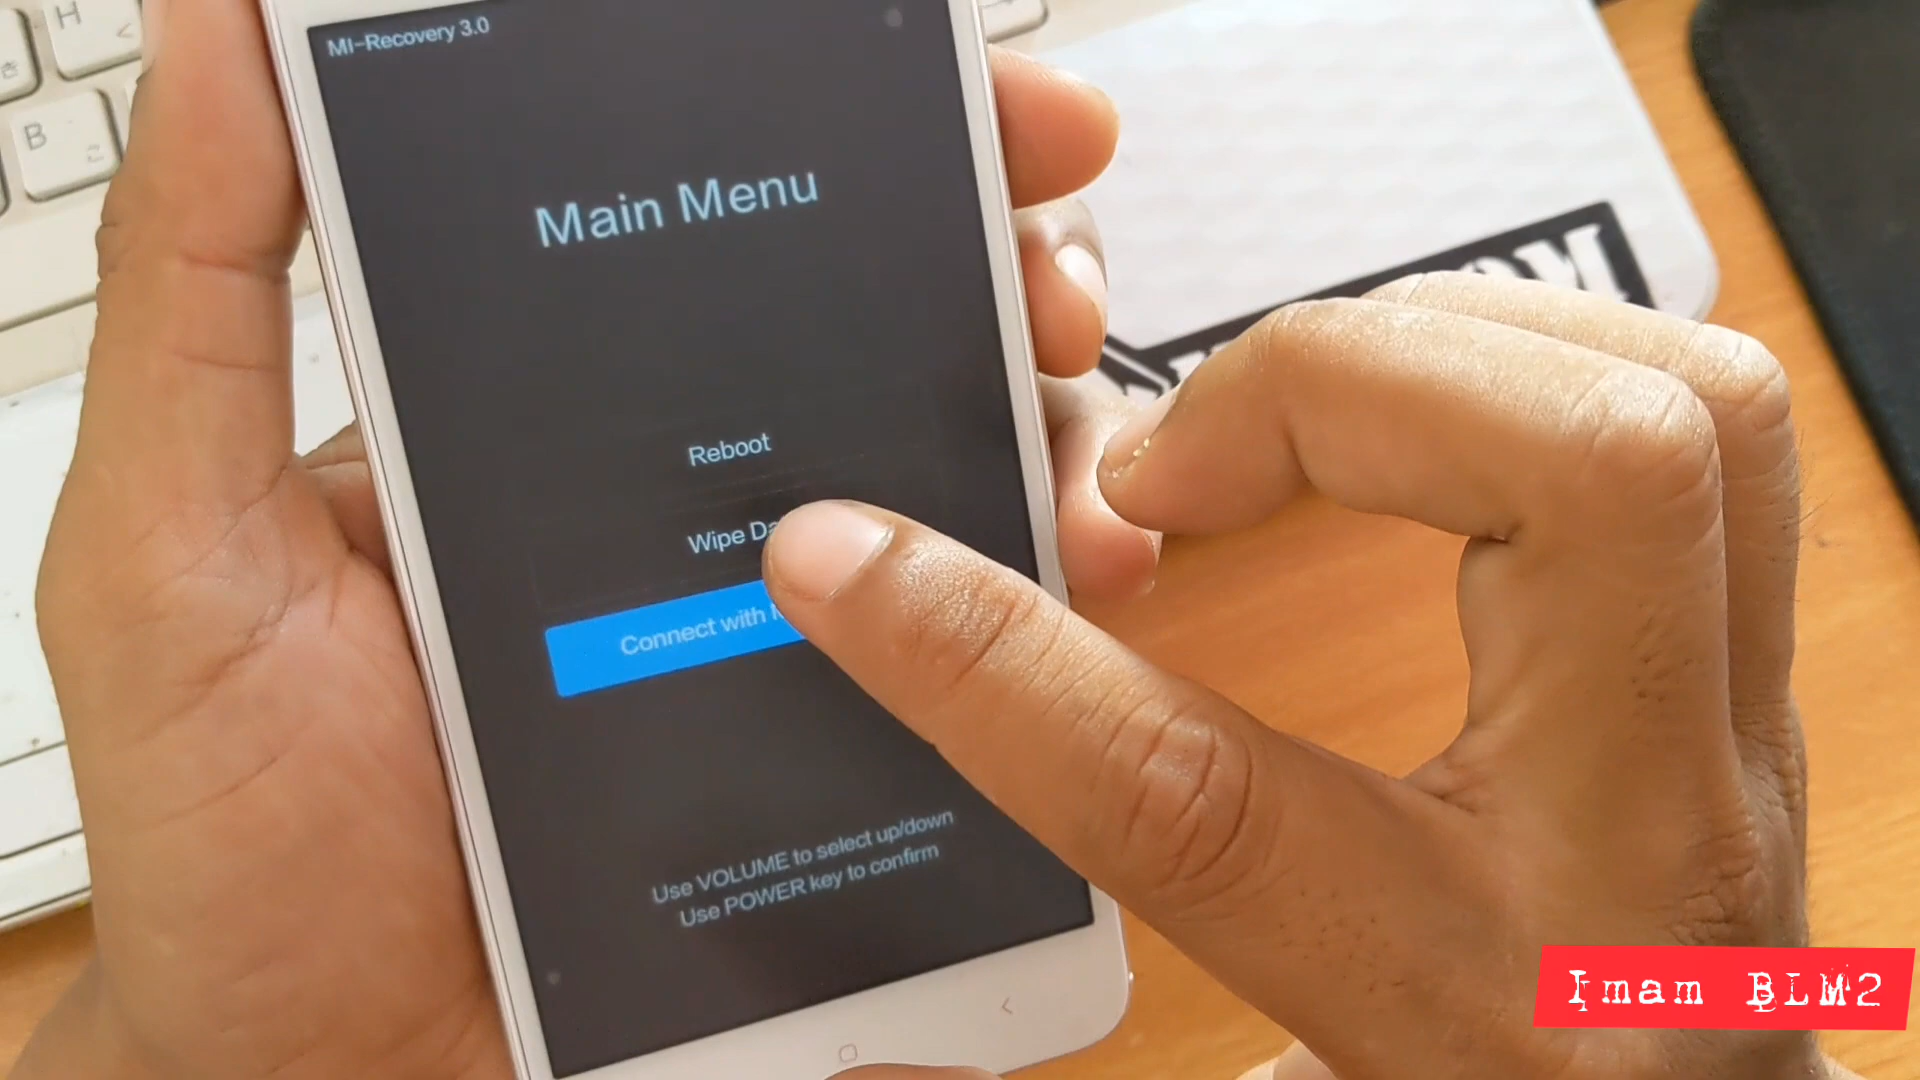 H
B
MI-Recovery 3.0
Main Menu
Reboot
Wipe
Connect with
Use VOLUME to select up/down
Use POWER key to confirm
Imam BLM2